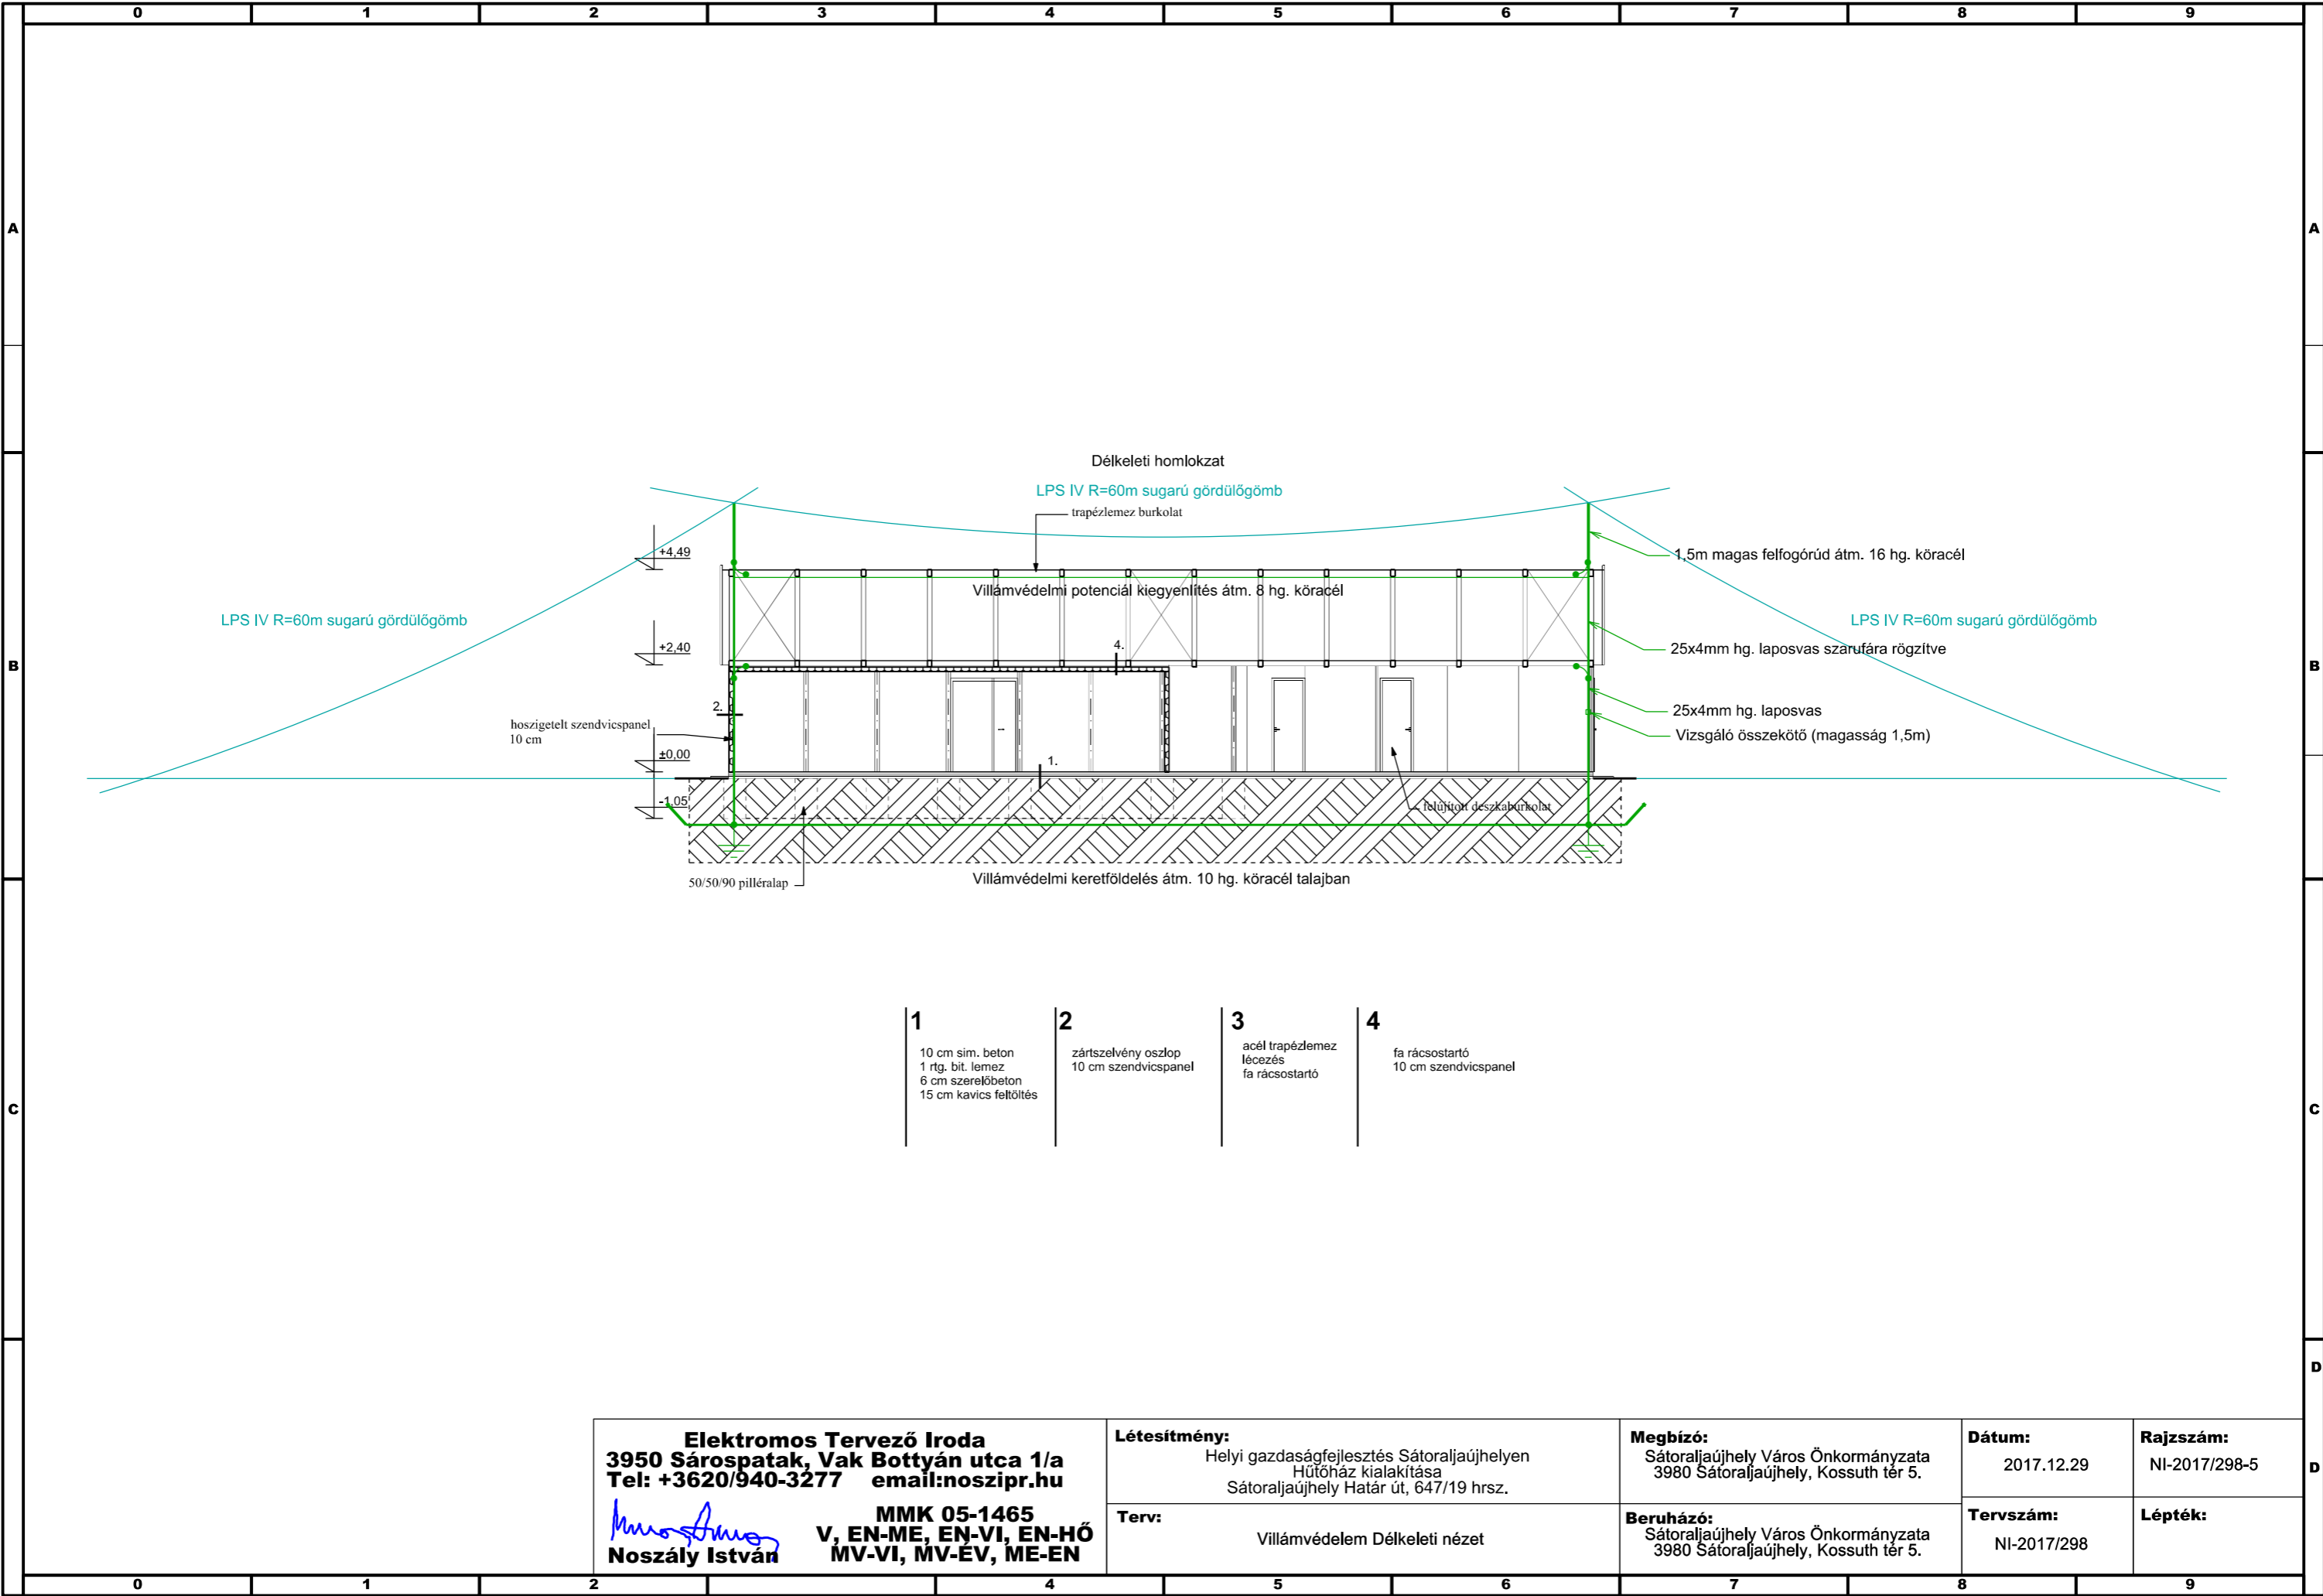 0 1 2 3 4 5 6 7 8 9
A A
Délkeleti homlokzat
LPS IV R=60m sugarú gördülőgömb
trapézlemez burkolat
+4,49
1,5m magas felfogórúd átm. 16 hg. köracél
Villámvédelmi potenciál kiegyenlítés átm. 8 hg. köracél
LPS IV R=60m sugarú gördülőgömb
LPS IV R=60m sugarú gördülőgömb
+2,40
4.
25x4mm hg. laposvas szarufára rögzítve
B B
2.
25x4mm hg. laposvas
hoszigetelt szendvicspanel
10 cm
Vizsgáló összekötő (magasság 1,5m)
±0,00
1.
-1,05
felújított deszkaburkolat
50/50/90 pilléralap
Villámvédelmi keretföldelés átm. 10 hg. köracél talajban
1
10 cm sim. beton
1 rtg. bit. lemez
6 cm szerelőbeton
15 cm kavics feltöltés
2
zártszelvény oszlop
10 cm szendvicspanel
3
acél trapézlemez
lécezés
fa rácsostartó
4
fa rácsostartó
10 cm szendvicspanel
C C
D
D
Elektromos Tervező Iroda
3950 Sárospatak, Vak Bottyán utca 1/a
Tel: +3620/940-3277 email:noszipr.hu
MMK 05-1465
V, EN-ME, EN-VI, EN-HŐ
MV-VI, MV-ÉV, ME-EN
Noszály István
Létesítmény:
Helyi gazdaságfejlesztés Sátoraljaújhelyen
Hűtőház kialakítása
Sátoraljaújhely Határ út, 647/19 hrsz.
Terv:
Villámvédelem Délkeleti nézet
Megbízó:
Sátoraljaújhely Város Önkormányzata
3980 Sátoraljaújhely, Kossuth tér 5.
Beruházó:
Sátoraljaújhely Város Önkormányzata
3980 Sátoraljaújhely, Kossuth tér 5.
Dátum:
2017.12.29
Tervszám:
NI-2017/298
Rajzszám:
NI-2017/298-5
Lépték:
0 1 2 3 4 5 6 7 8 9